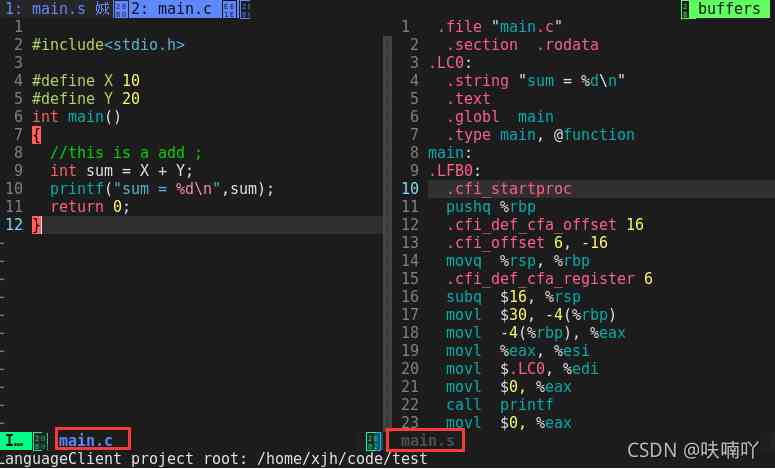 1: main.s 2: main.c buffers
1
2 #include<stdio.h>
3
4 #define X 10
5 #define Y 20
6 int main()
7 {
8 //this is a add ;
9 int sum = X + Y;
10 printf("sum = %d\n",sum);
11 return 0;
12 }
1 .file "main.c"
2 .section .rodata
3 .LC0:
4 .string "sum = %d\n"
5 .text
6 .globl main
7 .type main, @function
8 main:
9 .LFB0:
10 .cfi_startproc
11 pushq %rbp
12 .cfi_def_cfa_offset 16
13 .cfi_offset 6, -16
14 movq %rsp, %rbp
15 .cfi_def_cfa_register 6
16 subq $16, %rsp
17 movl $30, -4(%rbp)
18 movl -4(%rbp), %eax
19 movl %eax, %esi
20 movl $.LC0, %edi
21 movl $0, %eax
22 call printf
23 movl $0, %eax
I… main.c main.s
LanguageClient project root: /home/xjh/code/test
CSDN @呋喃吖